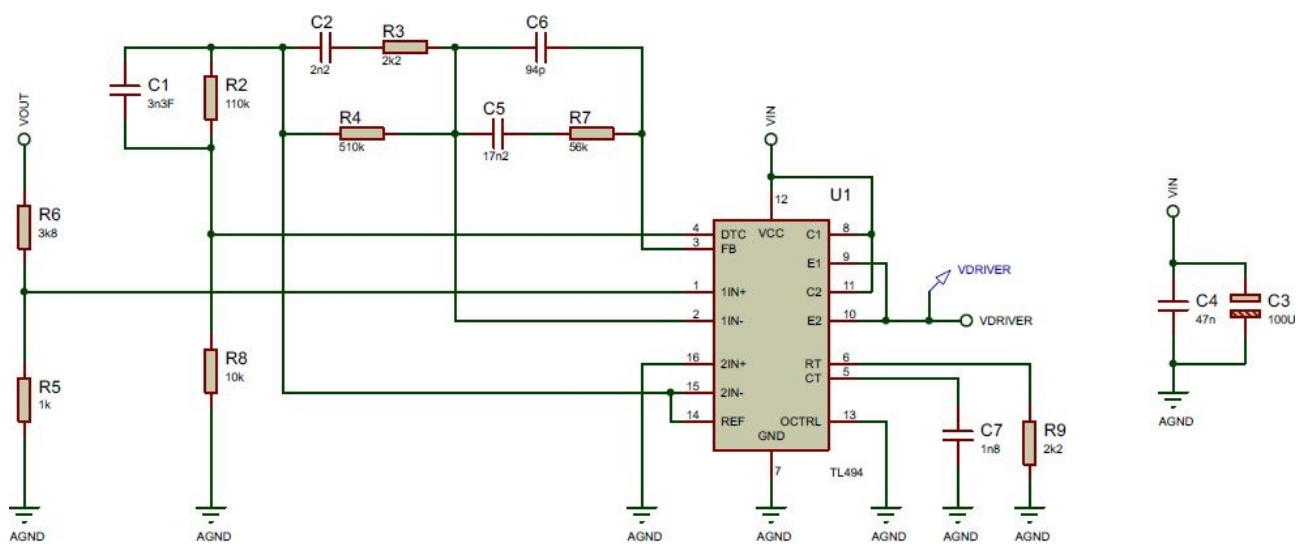 C2
2n2
R3
2k2
C6
94p
C1
3n3F
R2
110k
R4
510k
C5
17n2
R7
56k
VOUT
R6
3k8
R5
1k
R8
10k
VIN
U1
12
VCC
4 DTC
3 FB
1 1IN+
2 1IN-
16 2IN+
15 2IN-
14 REF
C1 8
E1 9
C2 11
E2 10
RT 6
CT 5
OCTRL 13
GND
7
TL494
VDRIVER
VDRIVER
C7
1n8
R9
2k2
VIN
C4
47n
C3
100U
AGND
AGND
AGND
AGND
AGND
AGND
AGND
AGND